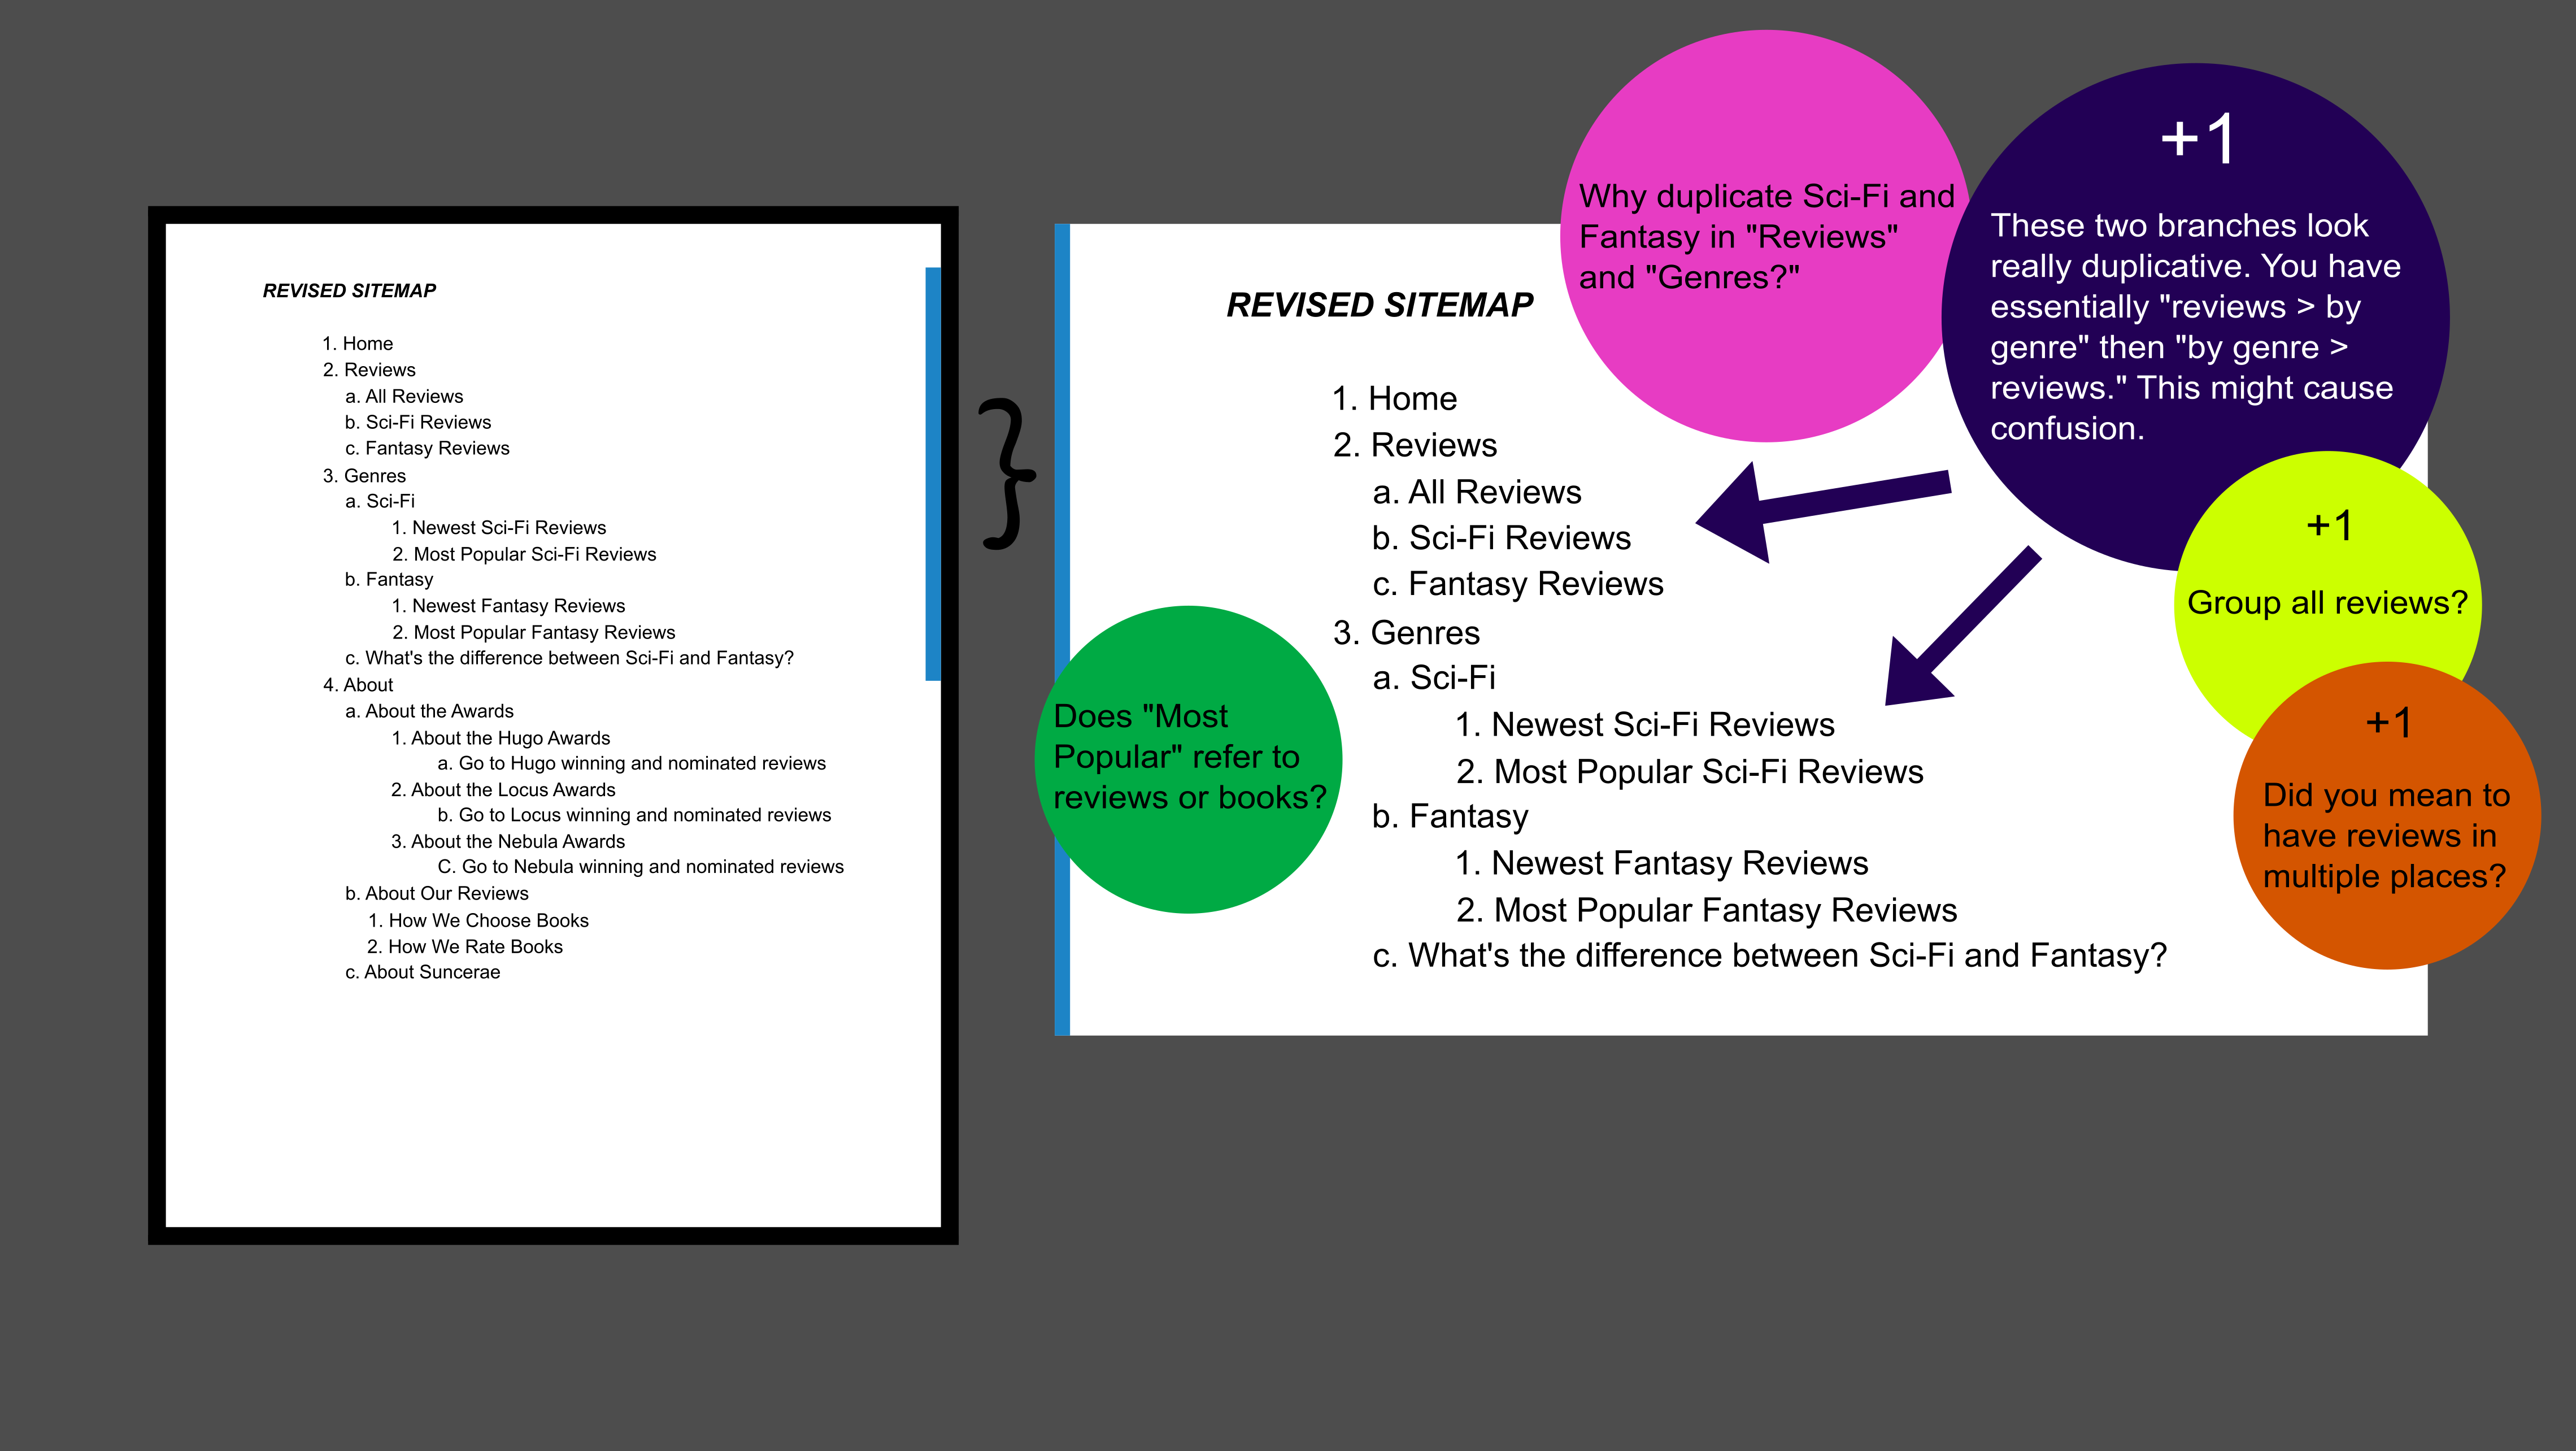 REVISED SITEMAP
1. Home
2. Reviews
a. All Reviews
b. Sci-Fi Reviews
c. Fantasy Reviews
3. Genres
a. Sci-Fi
1. Newest Sci-Fi Reviews
2. Most Popular Sci-Fi Reviews
b. Fantasy
1. Newest Fantasy Reviews
2. Most Popular Fantasy Reviews
c. What's the difference between Sci-Fi and Fantasy?
4. About
a. About the Awards
1. About the Hugo Awards
a. Go to Hugo winning and nominated reviews
2. About the Locus Awards
b. Go to Locus winning and nominated reviews
3. About the Nebula Awards
C. Go to Nebula winning and nominated reviews
b. About Our Reviews
1. How We Choose Books
2. How We Rate Books
c. About Suncerae
}
REVISED SITEMAP
1. Home
2. Reviews
a. All Reviews
b. Sci-Fi Reviews
c. Fantasy Reviews
3. Genres
a. Sci-Fi
1. Newest Sci-Fi Reviews
2. Most Popular Sci-Fi Reviews
b. Fantasy
1. Newest Fantasy Reviews
2. Most Popular Fantasy Reviews
c. What's the difference between Sci-Fi and Fantasy?
Does "Most
Popular" refer to
reviews or books?
Why duplicate Sci-Fi and
Fantasy in "Reviews"
and "Genres?"
+1
These two branches look
really duplicative. You have
essentially "reviews > by
genre" then "by genre >
reviews." This might cause
confusion.
+1
Group all reviews?
+1
Did you mean to
have reviews in
multiple places?